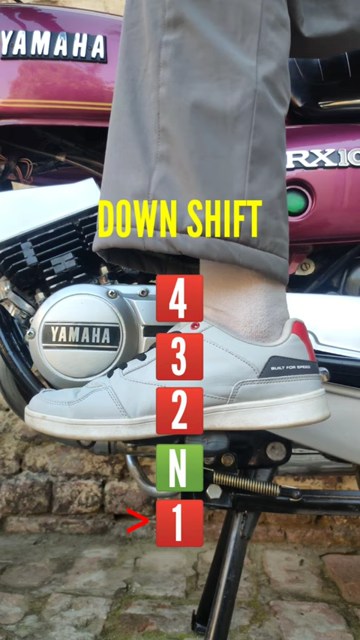 YAMAHA
RX10
DOWN SHIFT
4
YAMAHA
3
BUILT FOR SPEED
2
N
> 1